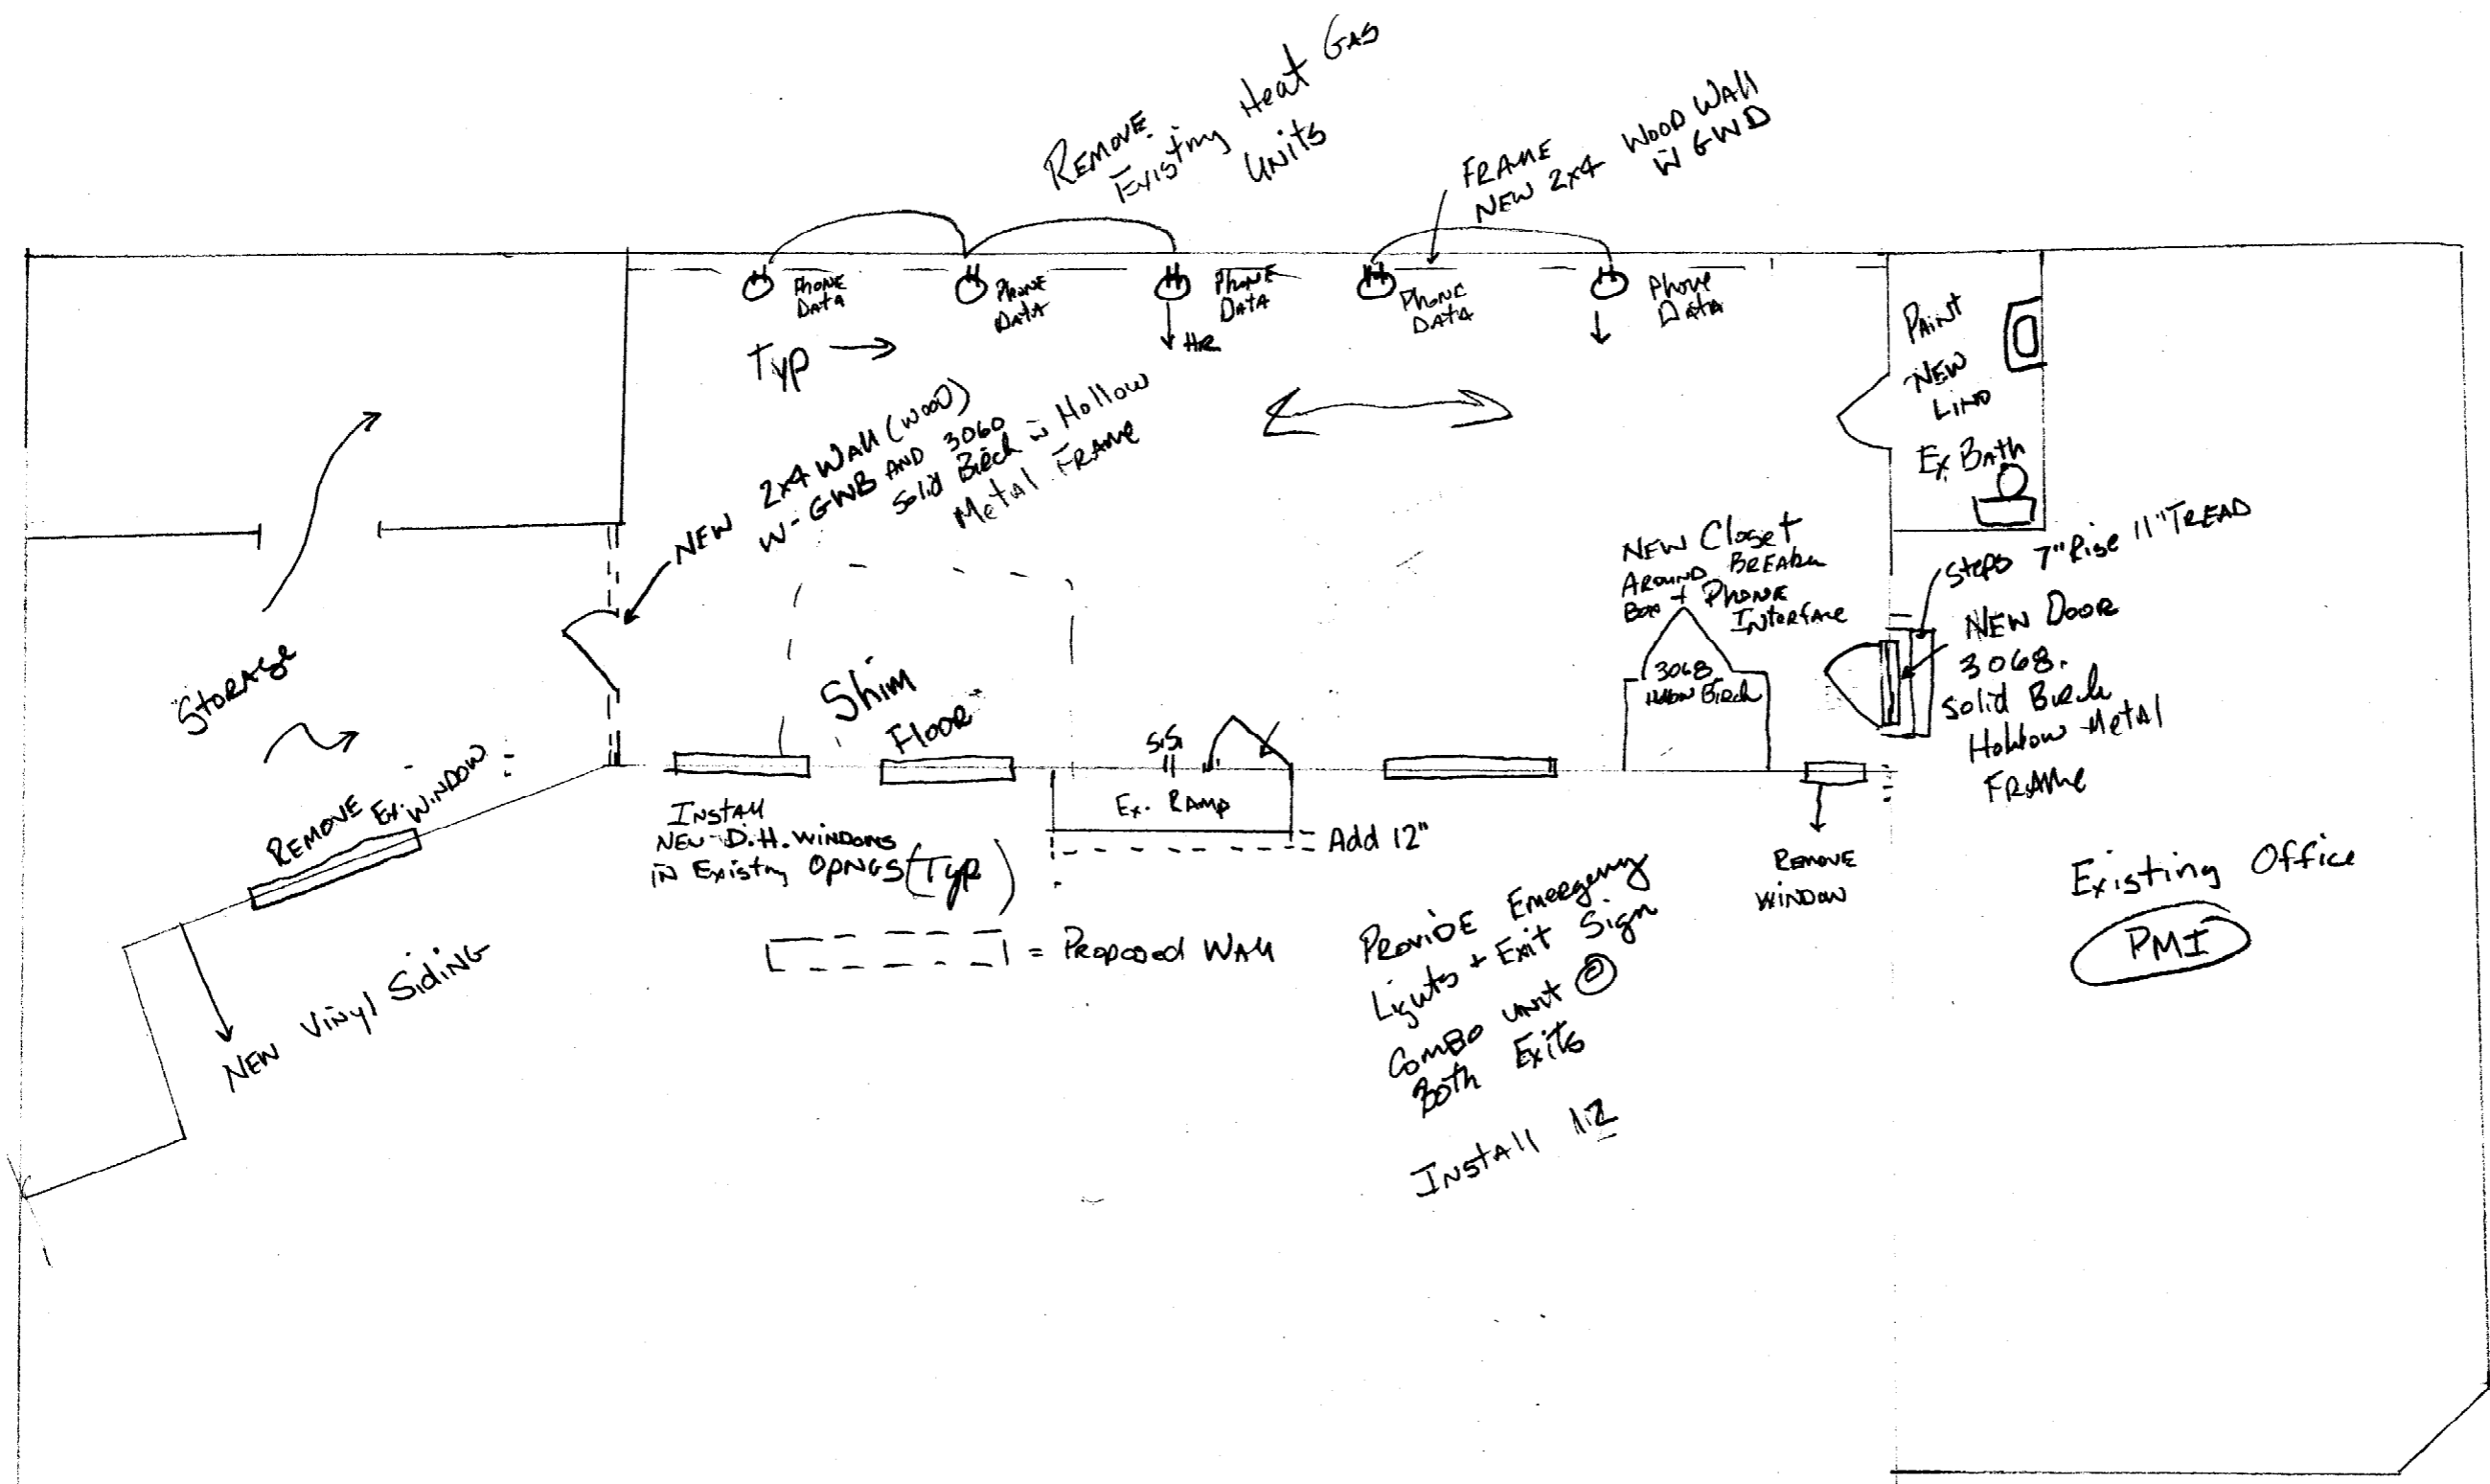 REMOVE
Existing Heat GAS
UNITS
FRAME
NEW 2x4 WOOD WALL
W GWD
PHONE
DATA
PHONE
DATA
PHONE
DATA
PHONE
DATA
Phone
DATA
Typ
HR
PAINT
NEW
LINO
Ex BAth
NEW 2x4 WALL (WOOD)
W- GWB AND 3060
Solid Birch w Hollow
Metal FRAME
NEW Closet
AROUND BREAKER
Box + PHONE
INterfAce
3068
Hollow Birch
Steps 7" Rise 11" TREAD
NEW DOOR
3068.
Solid Birch
Hollow Metal
FRAME
STORAGE
Shim
Floor
S.S.
Ex. RAMP
Add 12"
REMOVE Ex. WINDOW
INSTALL
NEW D.H. WINDOWS
IN Existing OPNGS (Typ)
REMOVE
WINDOW
= Proposed WALL
NEW Vinyl SiDiNG
PROVIDE Emergency
Lights + Exit Sign
COMBO UNIT @
Both Exits
INSTALL 12
Existing Office
PMI